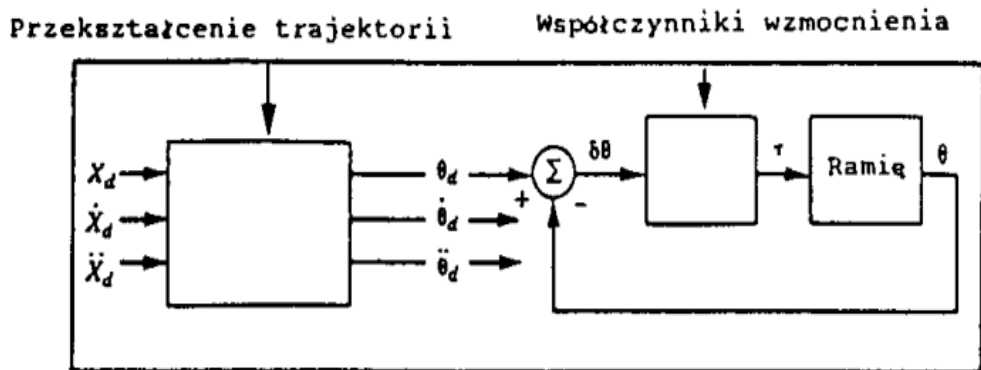 Przekształcenie trajektorii
Współczynniki wzmocnienia
X_d
Ẋ_d
Ẍ_d
θ_d
θ̇_d
θ̈_d
Σ
+
-
δθ
τ
Ramię
θ